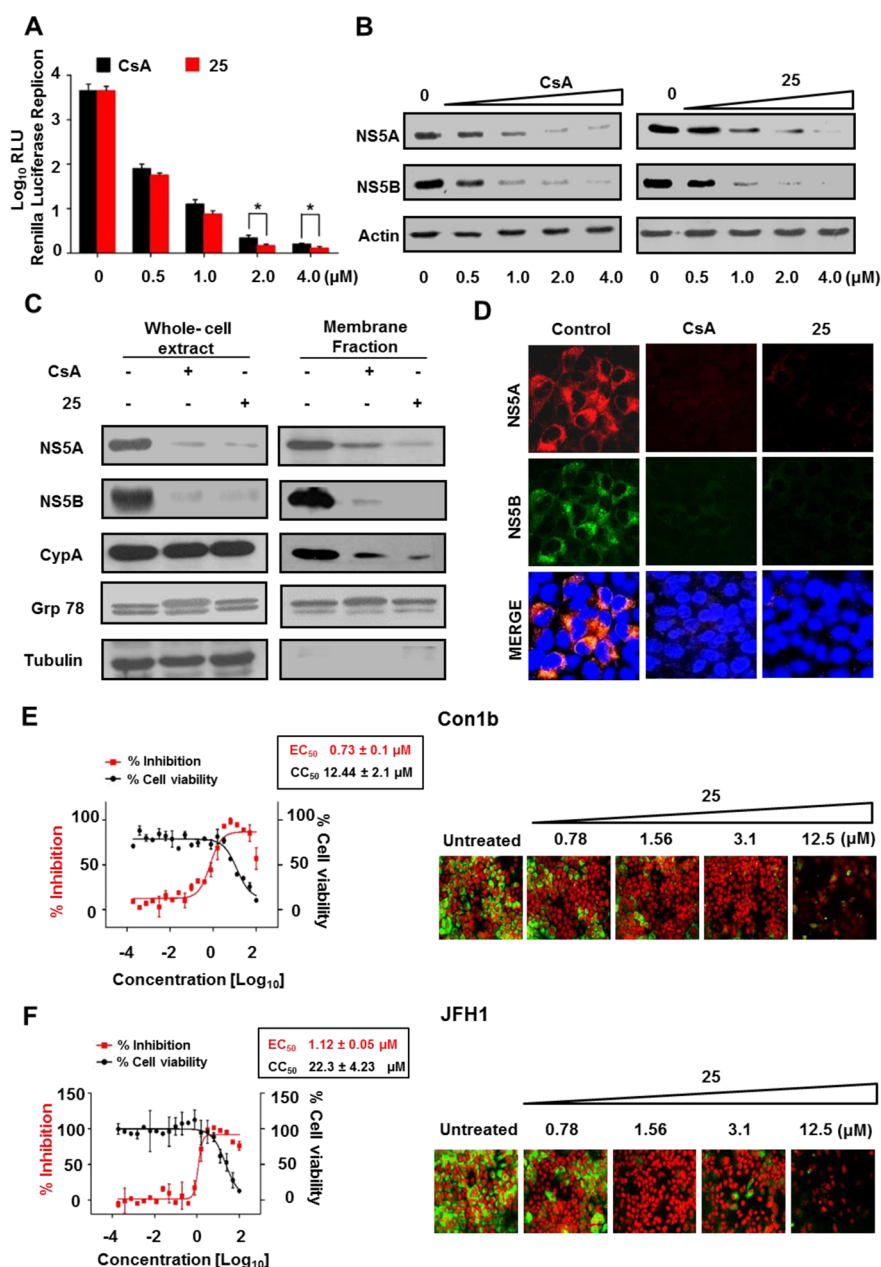 A
CsA 25
Log10 RLU
Renilla Luciferase Replicon
4
3
2
1
0
* *
0 0.5 1.0 2.0 4.0 (μM)
B
0 CsA
0 25
NS5A
NS5B
Actin
0 0.5 1.0 2.0 4.0
0 0.5 1.0 2.0 4.0 (μM)
C
Whole- cell
extract
Membrane
Fraction
CsA - + - - + -
25 - - + - - +
NS5A
NS5B
CypA
Grp 78
Tubulin
D
Control CsA 25
NS5A
NS5B
MERGE
E
% Inhibition
% Cell viability
EC50 0.73 ± 0.1 μM
CC50 12.44 ± 2.1 μM
% Inhibition
100
50
0
% Cell viability
100
50
0
-4 -2 0 2
Concentration [Log10]
Con1b
25
Untreated 0.78 1.56 3.1 12.5 (μM)
F
% Inhibition
% Cell viability
EC50 1.12 ± 0.05 μM
CC50 22.3 ± 4.23 μM
% Inhibition
150
100
50
0
% Cell viability
150
100
50
0
-4 -2 0 2
Concentration [Log10]
JFH1
25
Untreated 0.78 1.56 3.1 12.5 (μM)